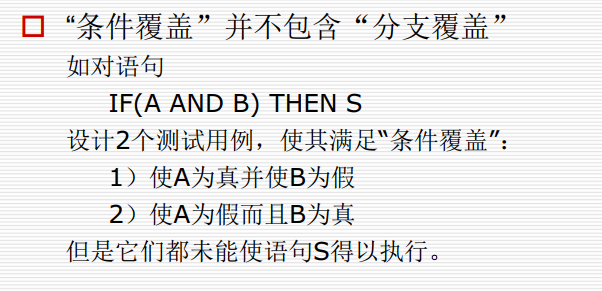 “条件覆盖”并不包含“分支覆盖”
如对语句
IF(A AND B) THEN S
设计2个测试用例，使其满足“条件覆盖”：
1）使A为真并使B为假
2）使A为假而且B为真
但是它们都未能使语句S得以执行。